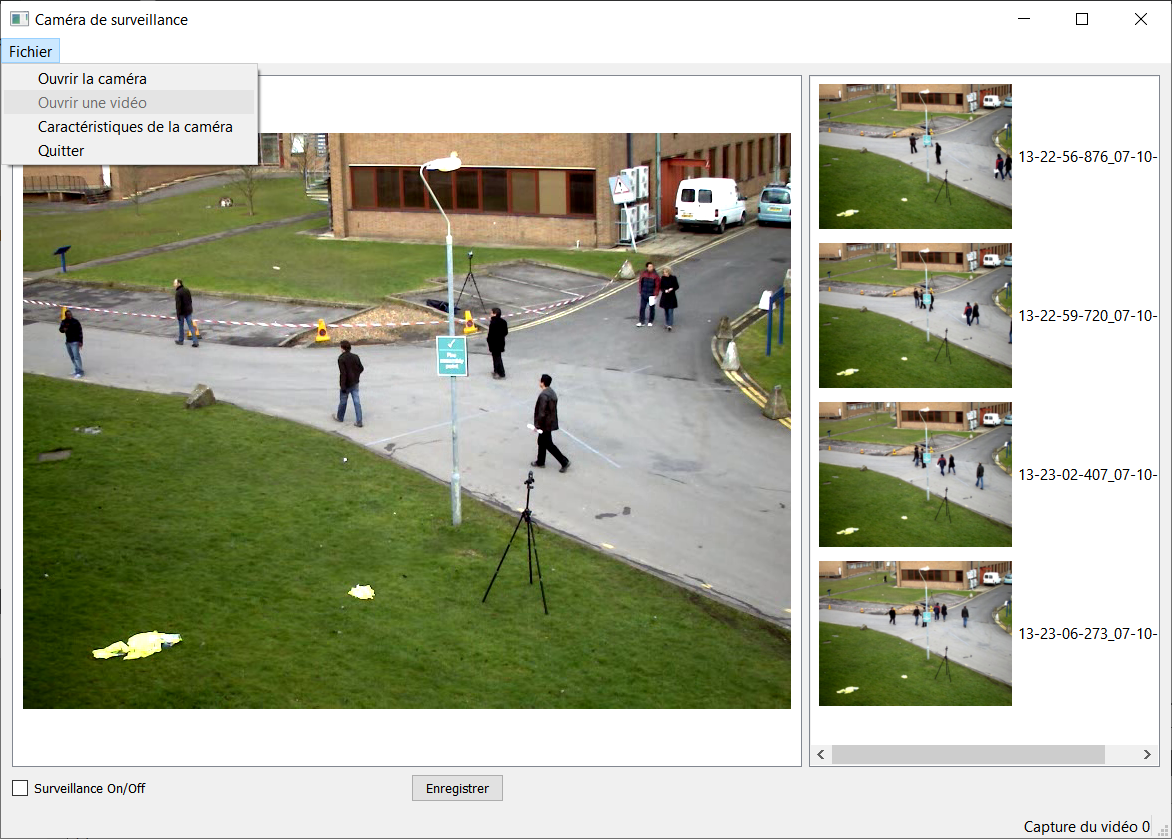 Caméra de surveillance
Fichier
Ouvrir la caméra
Ouvrir une vidéo
Caractéristiques de la caméra
Quitter
13-22-56-876_07-10-
13-22-59-720_07-10-
13-23-02-407_07-10-
13-23-06-273_07-10-
Surveillance On/Off
Enregistrer
Capture du vidéo 0